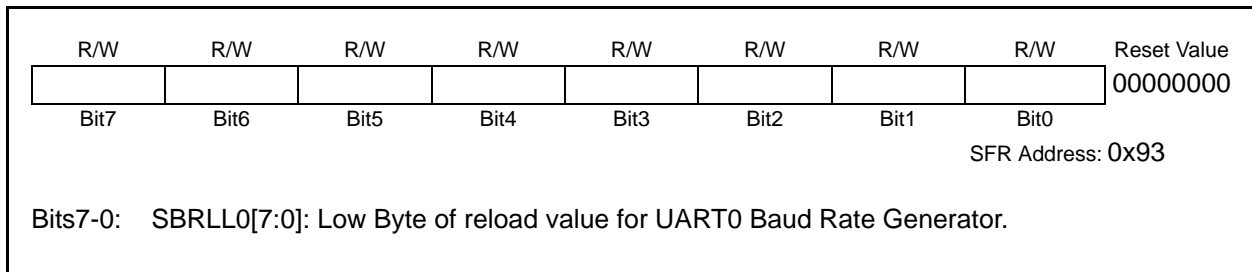 R/W R/W R/W R/W R/W R/W R/W R/W Reset Value
00000000
Bit7 Bit6 Bit5 Bit4 Bit3 Bit2 Bit1 Bit0
SFR Address: 0x93
Bits7-0: SBRLL0[7:0]: Low Byte of reload value for UART0 Baud Rate Generator.